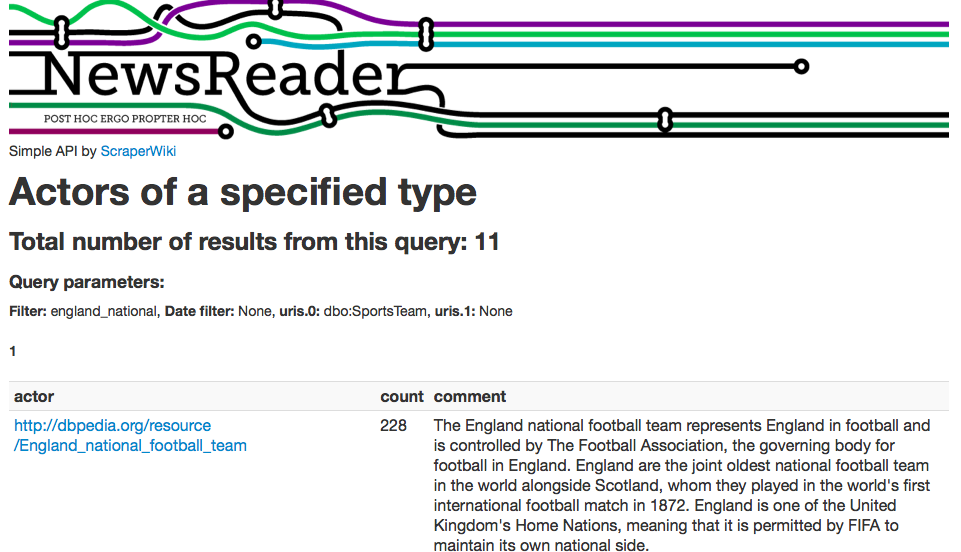 NewsReader
POST HOC ERGO PROPTER HOC
Simple API by ScraperWiki
Actors of a specified type
Total number of results from this query: 11
Query parameters:
Filter: england_national, Date filter: None, uris.0: dbo:SportsTeam, uris.1: None
1
actor count comment
http://dbpedia.org/resource 228 The England national football team represents England in football and
/England_national_football_team is controlled by The Football Association, the governing body for
football in England. England are the joint oldest national football team
in the world alongside Scotland, whom they played in the world's first
international football match in 1872. England is one of the United
Kingdom's Home Nations, meaning that it is permitted by FIFA to
maintain its own national side.